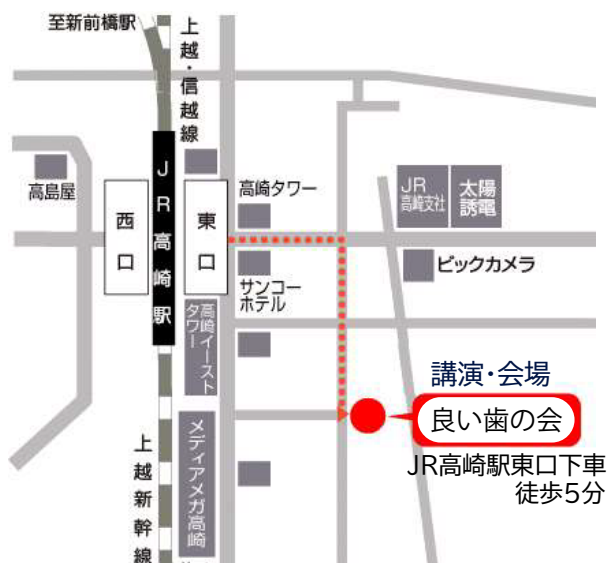 至新前橋駅
上越・信越線
JR高崎駅
高島屋
西口
東口
高崎タワー
JR
高崎支社
太陽
誘電
ビックカメラ
サンコー
ホテル
高崎イースト
タワー
講演・会場
良い歯の会
JR高崎駅東口下車
徒歩5分
メディアメガ高崎
上越新幹線